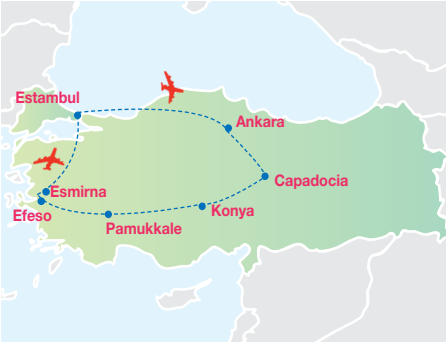 Estambul
Ankara
Capadocia
Esmirna
Konya
Efeso
Pamukkale